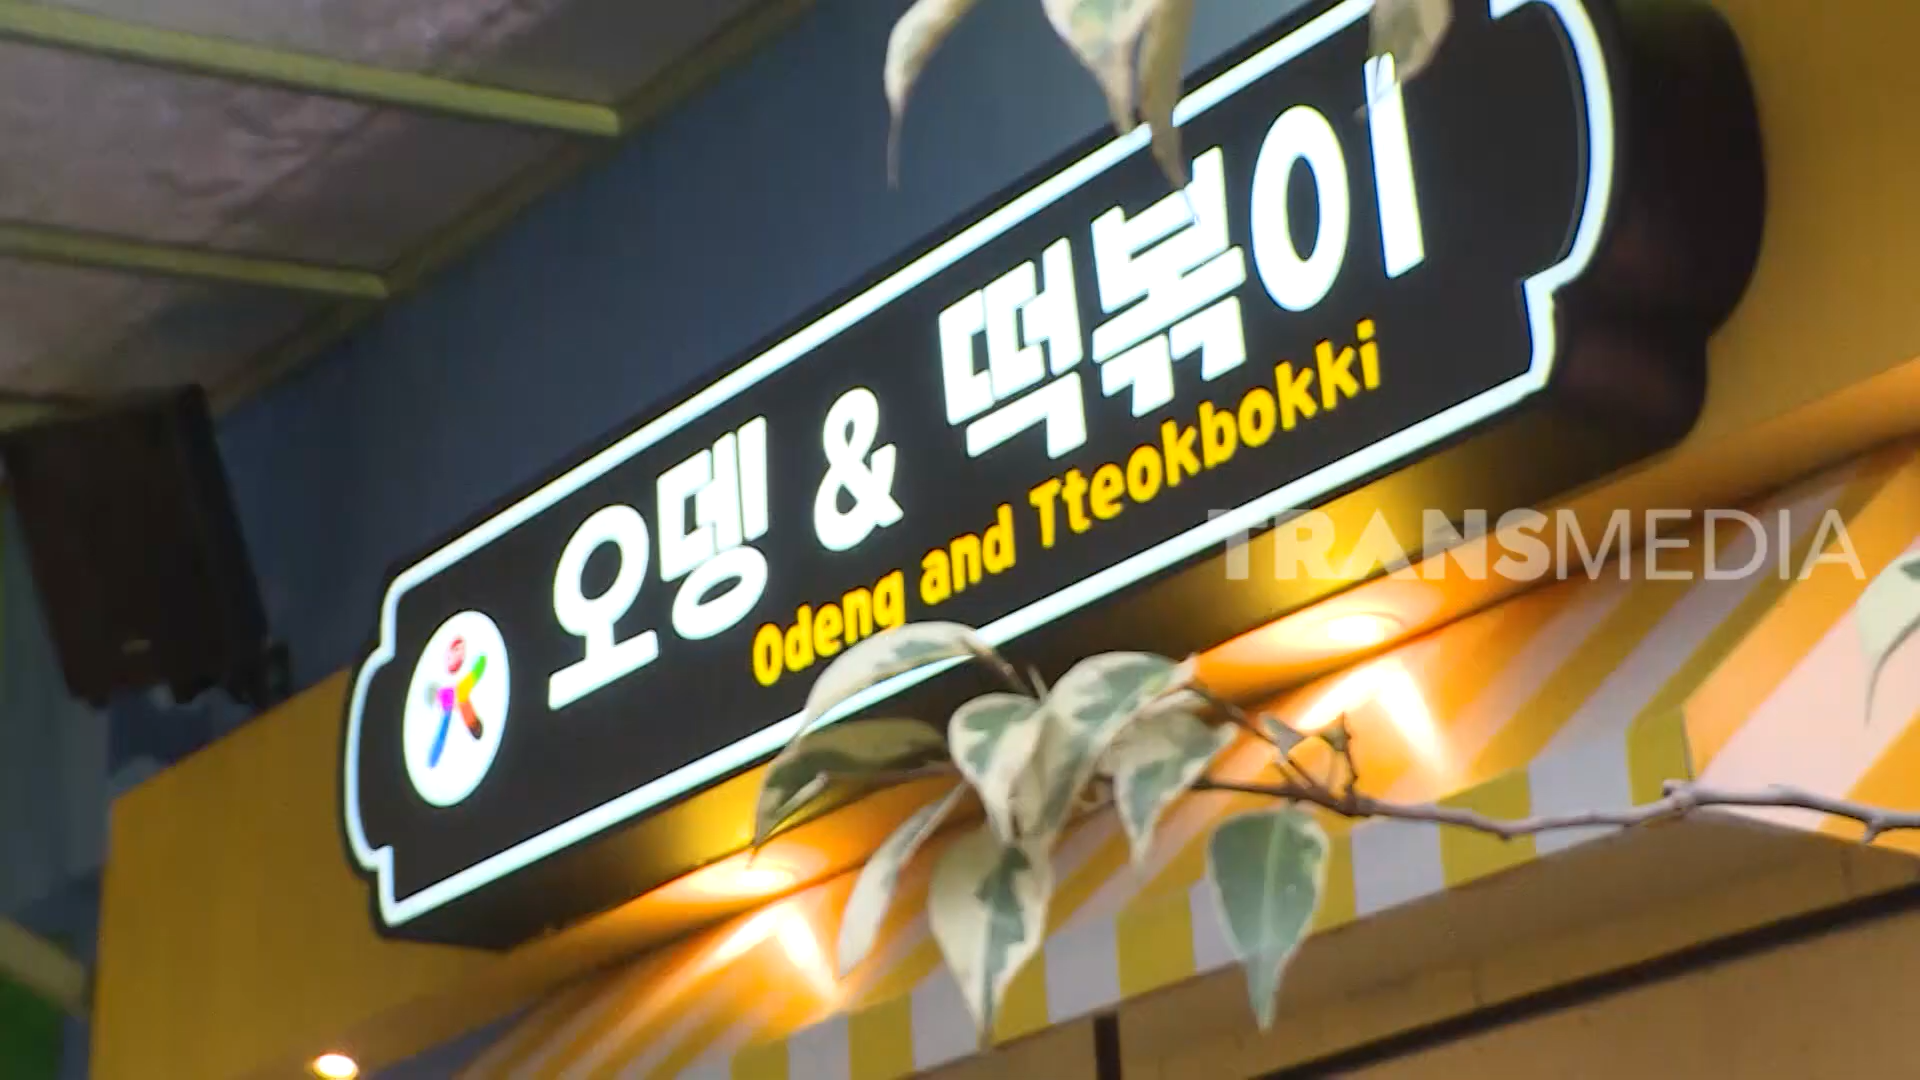 오뎅 & 떡볶이
Odeng and Tteokbokki
TRANSMEDIA